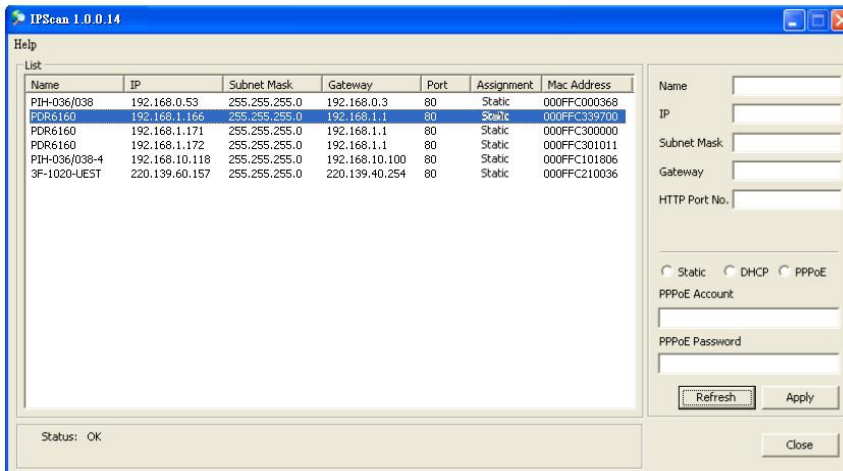 IPScan 1.0.0.14
Help
List
Name IP Subnet Mask Gateway Port Assignment Mac Address
PIH-036/038 192.168.0.53 255.255.255.0 192.168.0.3 80 Static 000FFC000368
PDR6160 192.168.1.166 255.255.255.0 192.168.1.1 80 Static 000FFC339700
PDR6160 192.168.1.171 255.255.255.0 192.168.1.1 80 Static 000FFC300000
PDR6160 192.168.1.172 255.255.255.0 192.168.1.1 80 Static 000FFC301011
PIH-036/038-4 192.168.10.118 255.255.255.0 192.168.10.100 80 Static 000FFC101806
3F-1020-UEST 220.139.60.157 255.255.255.0 220.139.40.254 80 Static 000FFC210036
Name
IP
Subnet Mask
Gateway
HTTP Port No.
Static DHCP PPPoE
PPPoE Account
PPPoE Password
Refresh Apply
Status: OK
Close